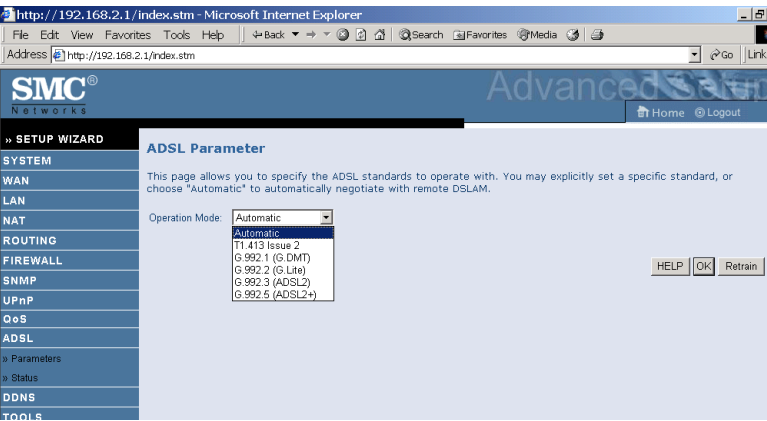 http://192.168.2.1/index.stm - Microsoft Internet Explorer
File Edit View Favorites Tools Help Back Search Favorites Media
Address http://192.168.2.1/index.stm Go Link
SMC®
Networks
Advanced Setup
Home Logout
» SETUP WIZARD
SYSTEM
WAN
LAN
NAT
ROUTING
FIREWALL
SNMP
UPnP
QoS
ADSL
» Parameters
» Status
DDNS
TOOLS
ADSL Parameter
This page allows you to specify the ADSL standards to operate with. You may explicitly set a specific standard, or
choose "Automatic" to automatically negotiate with remote DSLAM.
Operation Mode: Automatic
Automatic
T1.413 Issue 2
G.992.1 (G.DMT)
G.992.2 (G.Lite)
G.992.3 (ADSL2)
G.992.5 (ADSL2+)
HELP OK Retrain